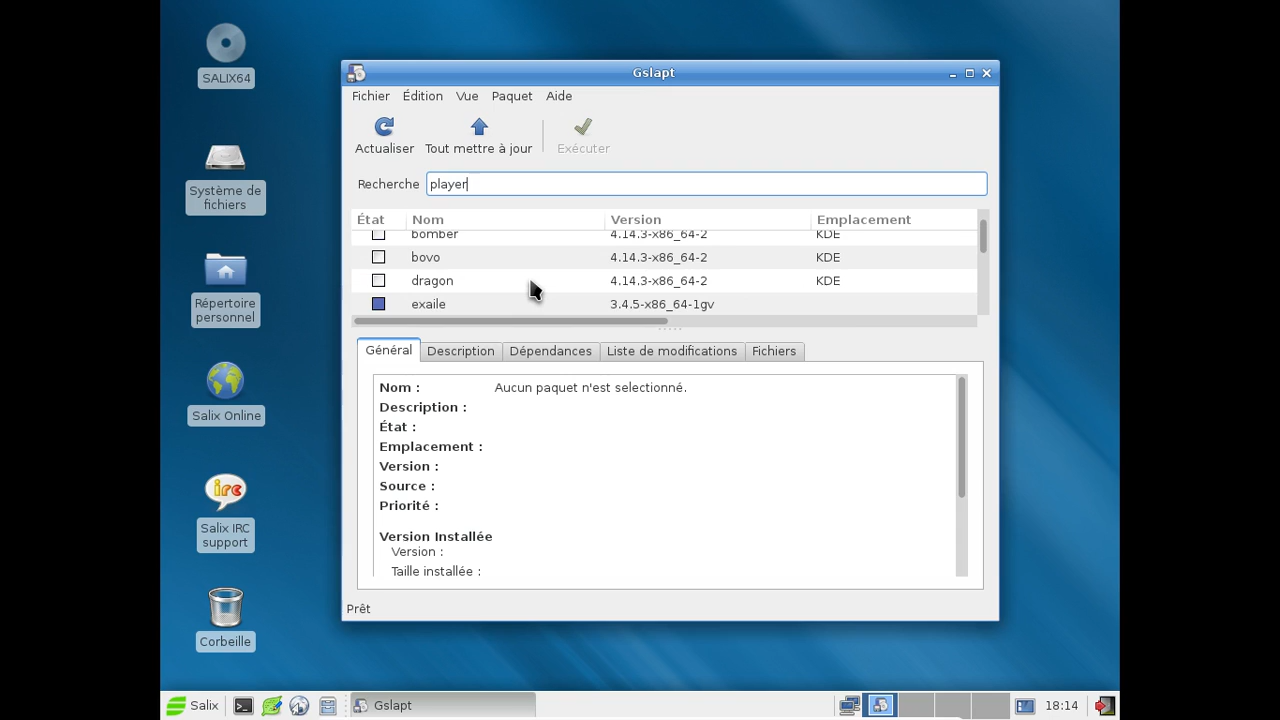 SALIX64
Système de
fichiers
Répertoire
personnel
Salix Online
irc
Salix IRC
support
Corbeille
Gslapt
Fichier Édition Vue Paquet Aide
Actualiser Tout mettre à jour Exécuter
Recherche player
État Nom Version Emplacement
bomber 4.14.3-x86_64-2 KDE
bovo 4.14.3-x86_64-2 KDE
dragon 4.14.3-x86_64-2 KDE
exaile 3.4.5-x86_64-1gv
Général Description Dépendances Liste de modifications Fichiers
Nom : Aucun paquet n'est selectionné.
Description :
État :
Emplacement :
Version :
Source :
Priorité :
Version Installée
Version :
Taille installée :
Prêt
Salix Gslapt 18:14